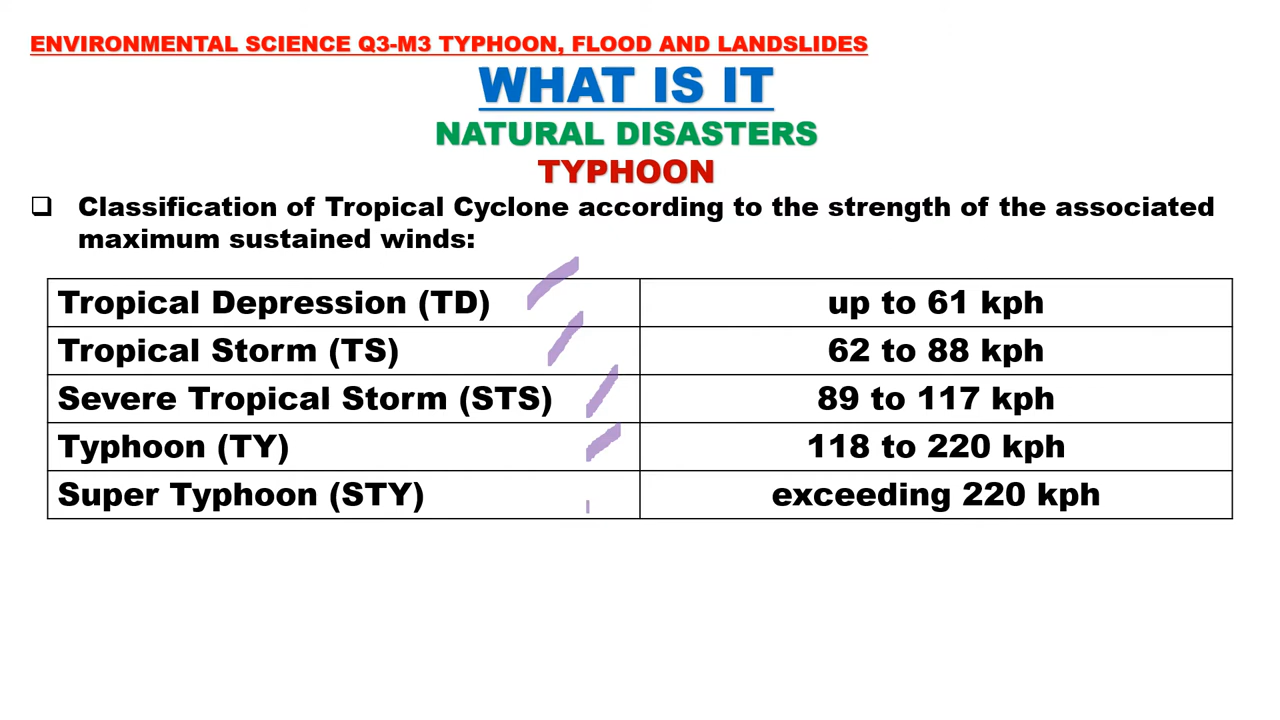 ENVIRONMENTAL SCIENCE Q3-M3 TYPHOON, FLOOD AND LANDSLIDES
WHAT IS IT
NATURAL DISASTERS
TYPHOON
Classification of Tropical Cyclone according to the strength of the associated
maximum sustained winds:
Tropical Depression (TD) up to 61 kph
Tropical Storm (TS) 62 to 88 kph
Severe Tropical Storm (STS) 89 to 117 kph
Typhoon (TY) 118 to 220 kph
Super Typhoon (STY) exceeding 220 kph